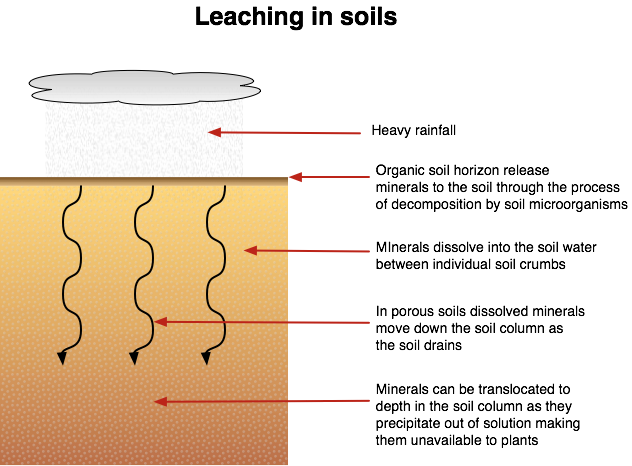 Leaching in soils
Heavy rainfall
Organic soil horizon release
minerals to the soil through the process
of decomposition by soil microorganisms
MInerals dissolve into the soil water
between individual soil crumbs
In porous soils dissolved minerals
move down the soil column as
the soil drains
Minerals can be translocated to
depth in the soil column as they
precipitate out of solution making
them unavailable to plants